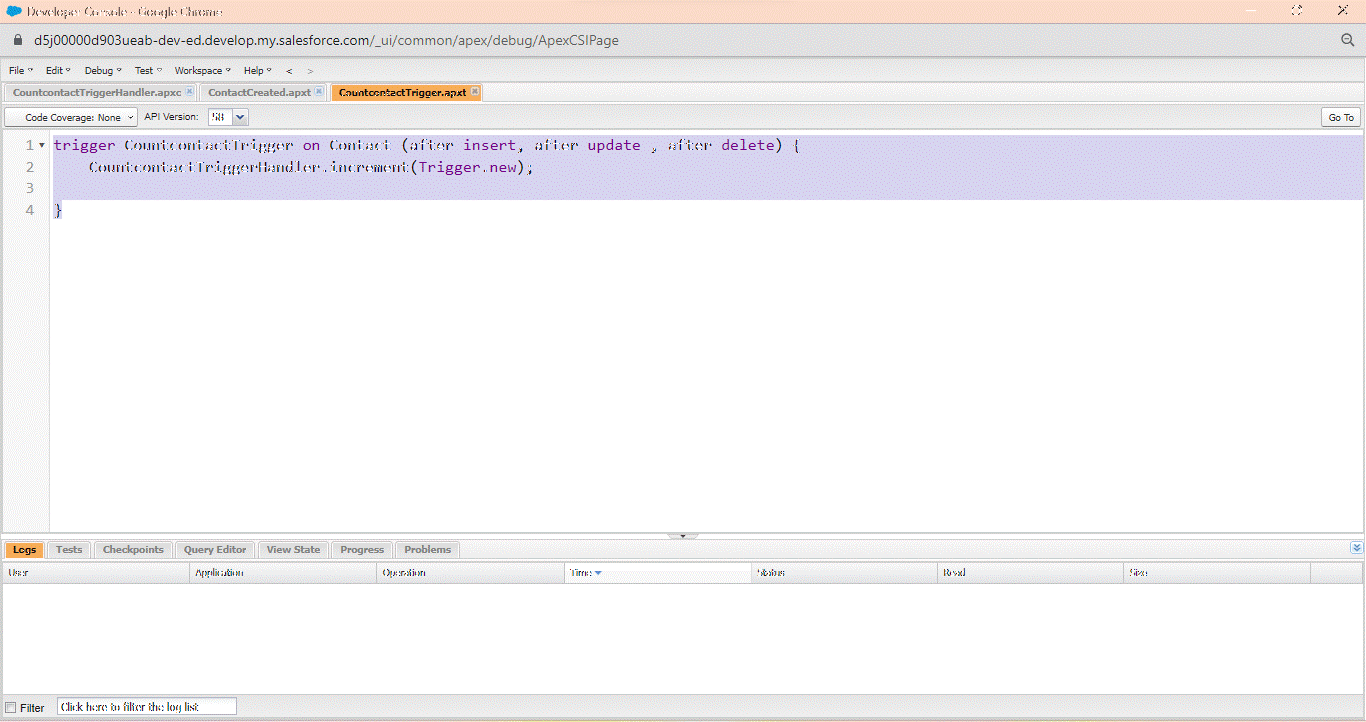 Developer Console - Google Chrome
d5j00000d903ueab-dev-ed.develop.my.salesforce.com/_ui/common/apex/debug/ApexCSIPage
File Edit Debug Test Workspace Help < >
CountcontactTriggerHandler.apxc ContactCreated.apxt CountcontactTrigger.apxt
Code Coverage: None API Version: 58 Go To
1 trigger CountcontactTrigger on Contact (after insert, after update , after delete) {
2 CountcontactTriggerHandler.increment(Trigger.new);
3
4 }
Logs Tests Checkpoints Query Editor View State Progress Problems
User Application Operation Time Status Read Size
Filter Click here to filter the log list